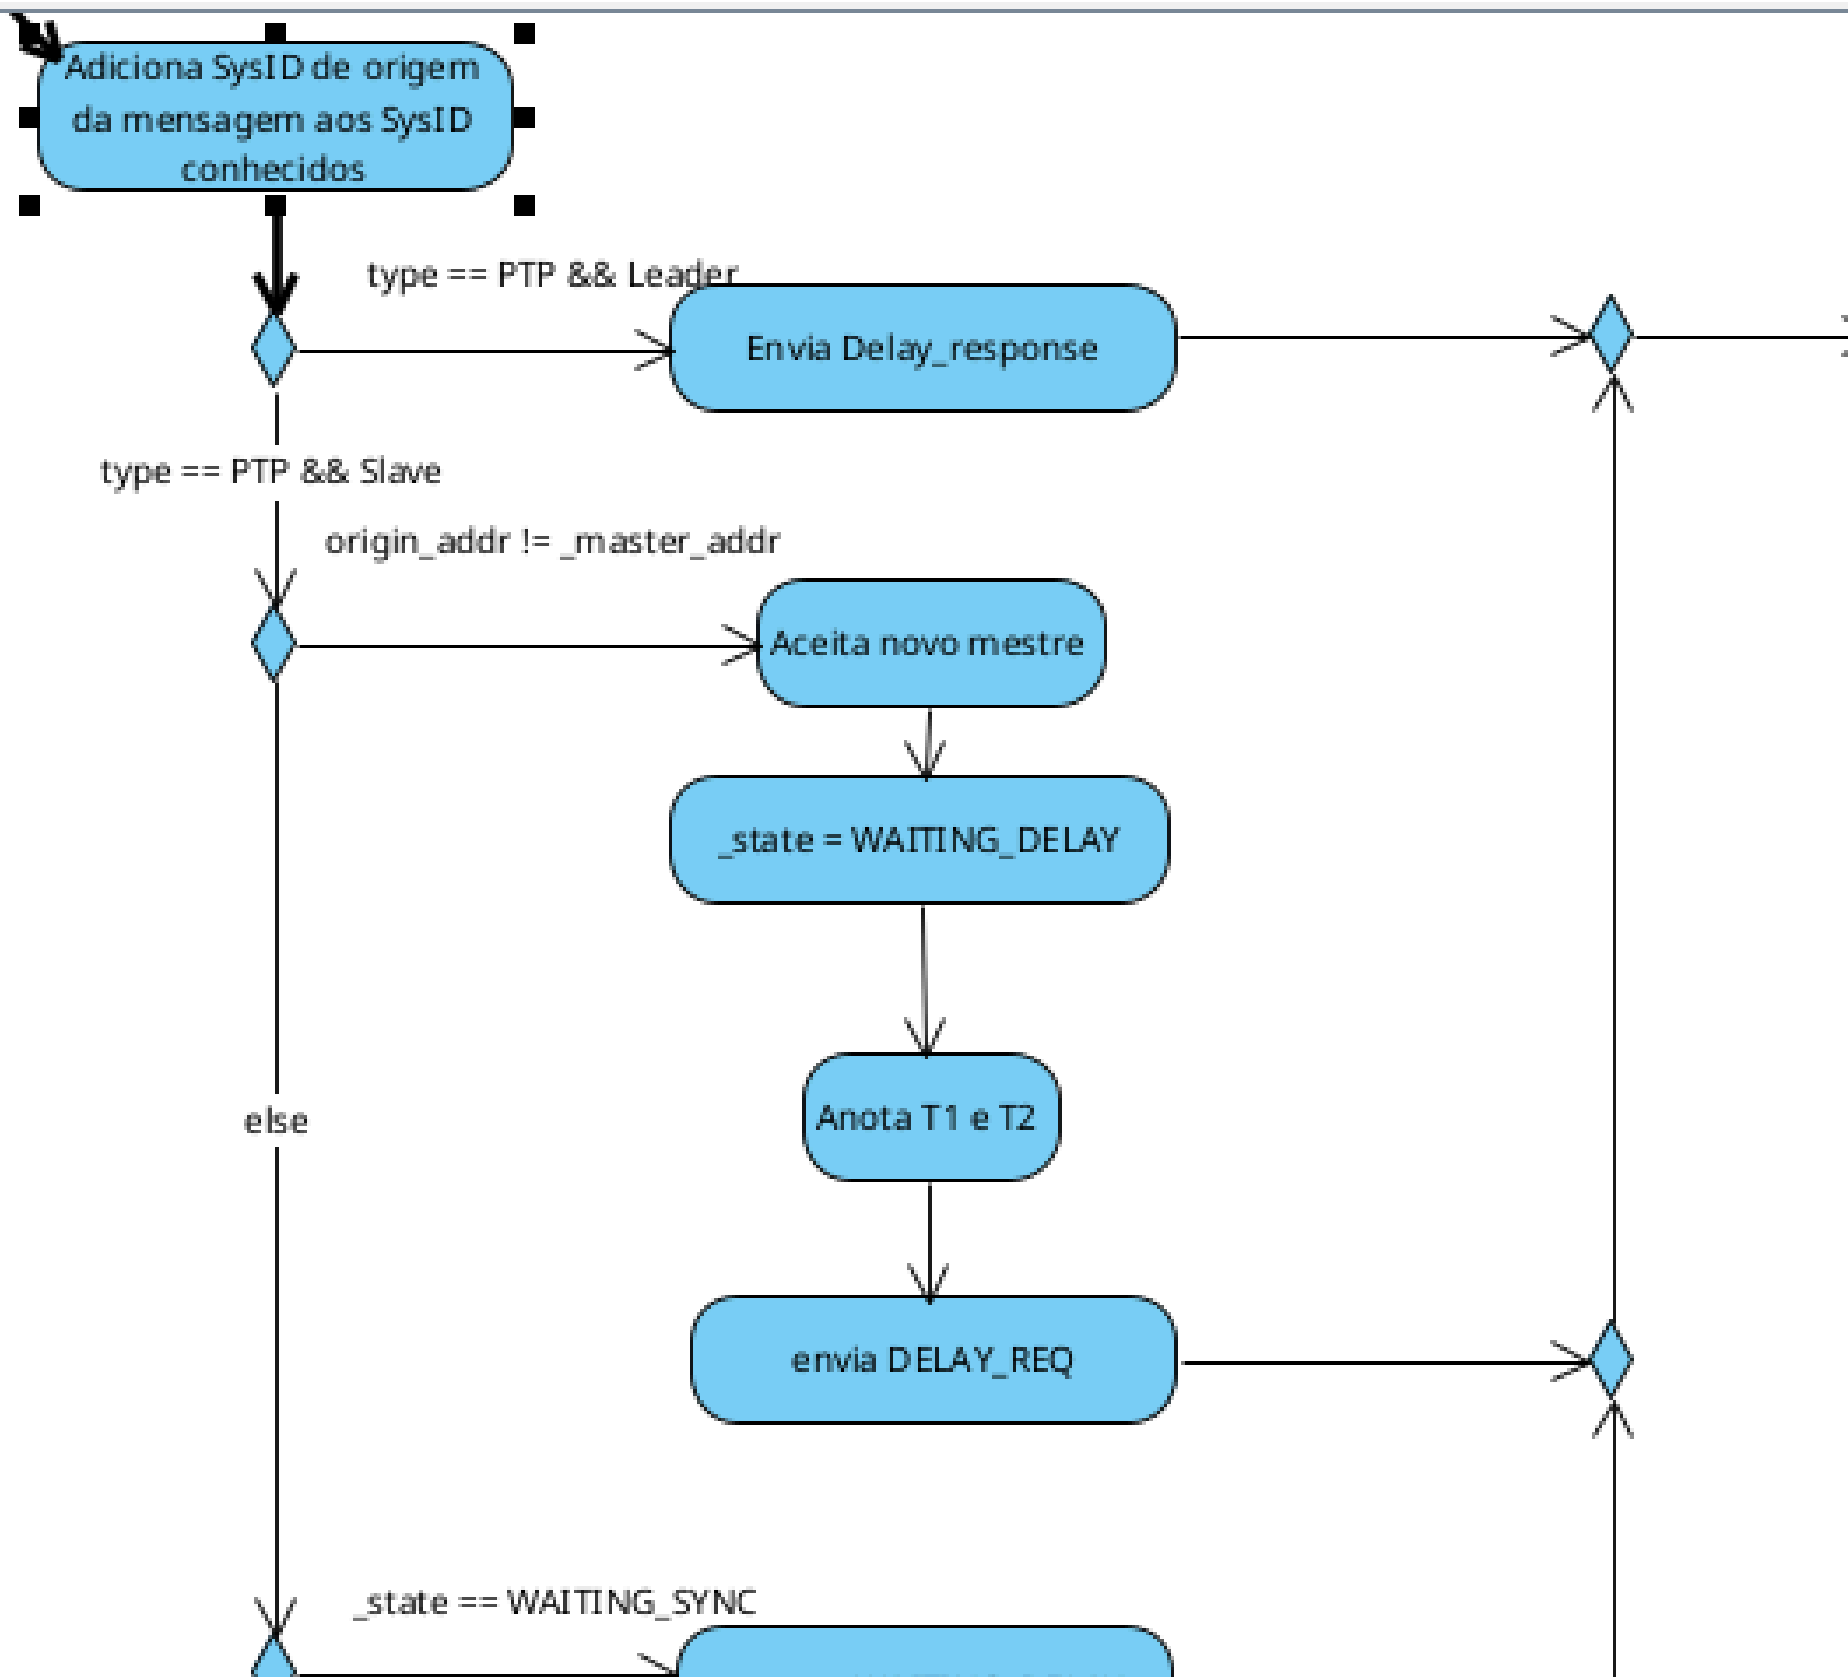 Adiciona SysID de origem
da mensagem aos SysID
conhecidos
type == PTP && Leader
Envia Delay_response
type == PTP && Slave
origin_addr != _master_addr
Aceita novo mestre
_state = WAITING_DELAY
Anota T1 e T2
else
envia DELAY_REQ
_state == WAITING_SYNC